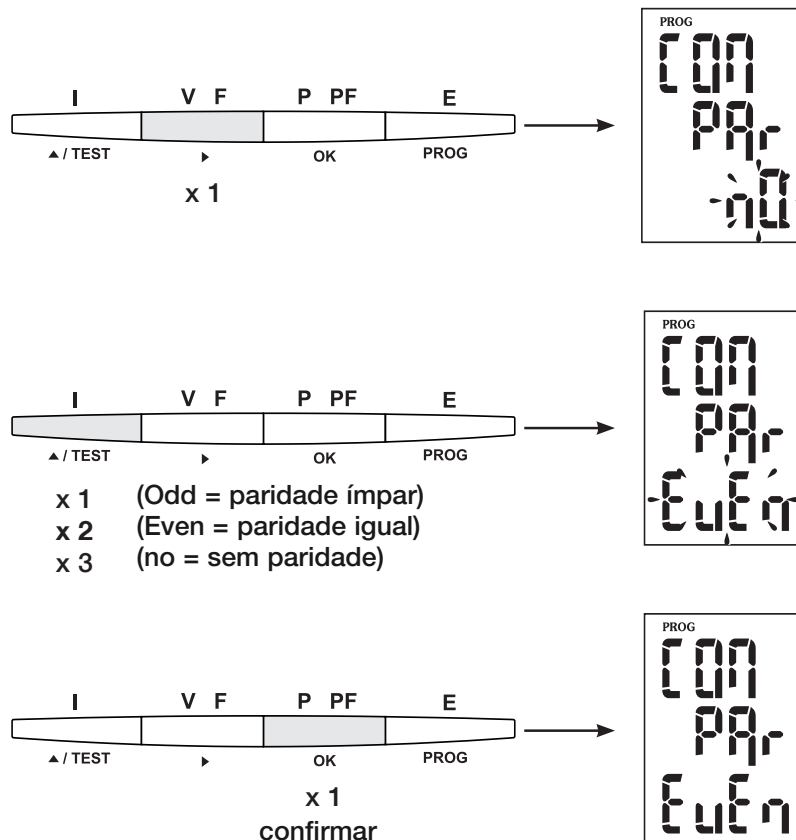 PROG
COM
PAr
nO
I V F P PF E
▲ / TEST ▶ OK PROG
x 1
PROG
COM
PAr
EvEn
I V F P PF E
▲ / TEST ▶ OK PROG
x 1 (Odd = paridade ímpar)
x 2 (Even = paridade igual)
x 3 (no = sem paridade)
PROG
COM
PAr
EvEn
I V F P PF E
▲ / TEST ▶ OK PROG
x 1
confirmar